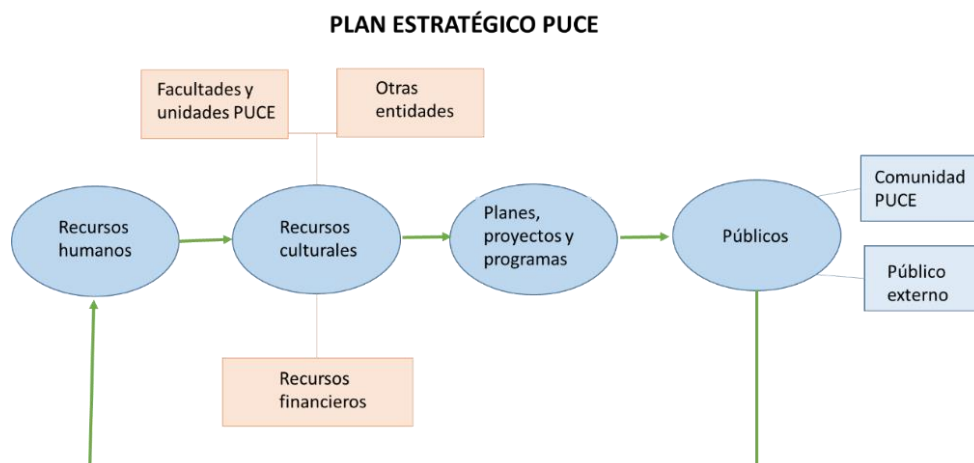 PLAN ESTRATÉGICO PUCE
Facultades y
unidades PUCE
Otras
entidades
Recursos
humanos
Recursos
culturales
Planes,
proyectos y
programas
Públicos
Comunidad
PUCE
Público
externo
Recursos
financieros